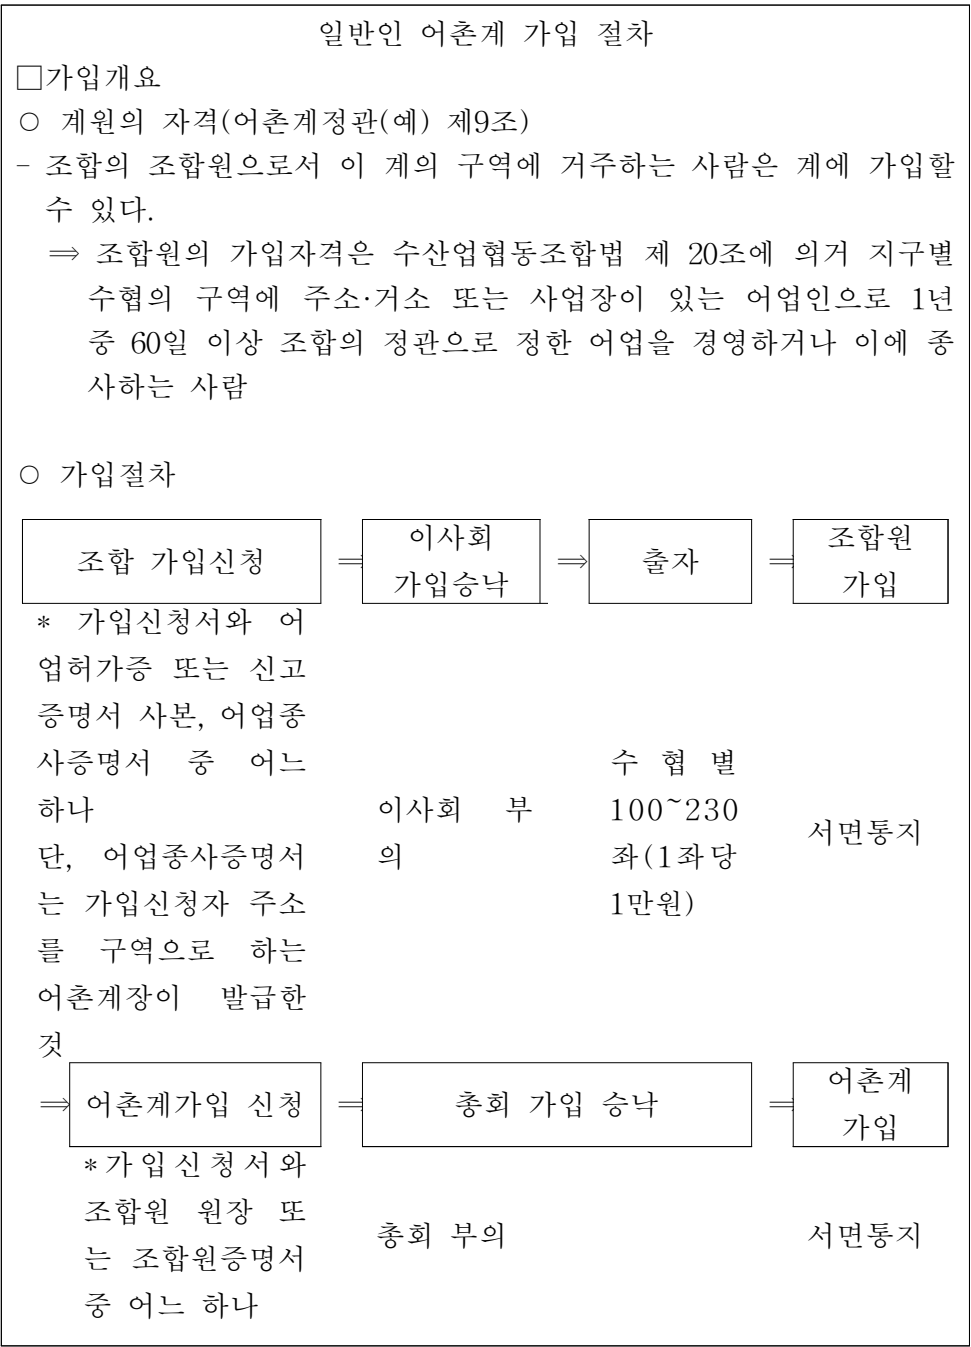 일반인 어촌계 가입 절차
□가입개요
○ 계원의 자격(어촌계정관(예) 제9조)
- 조합의 조합원으로서 이 계의 구역에 거주하는 사람은 계에 가입할
수 있다.
⇒ 조합원의 가입자격은 수산업협동조합법 제 20조에 의거 지구별
수협의 구역에 주소·거소 또는 사업장이 있는 어업인으로 1년
중 60일 이상 조합의 정관으로 정한 어업을 경영하거나 이에 종
사하는 사람
○ 가입절차
조합 가입신청
⇒
이사회
가입승낙
⇒
출자
⇒
조합원
가입
* 가입신청서와 어
업허가증 또는 신고
증명서 사본, 어업종
사증명서 중 어느
하나
단, 어업종사증명서
는 가입신청자 주소
를 구역으로 하는
어촌계장이 발급한
것
이사회 부
의
수 협 별
100~230
좌(1좌당
1만원)
서면통지
⇒
어촌계가입 신청
⇒
총회 가입 승낙
⇒
어촌계
가입
*가입신청서와
조합원 원장 또
는 조합원증명서
중 어느 하나
총회 부의
서면통지